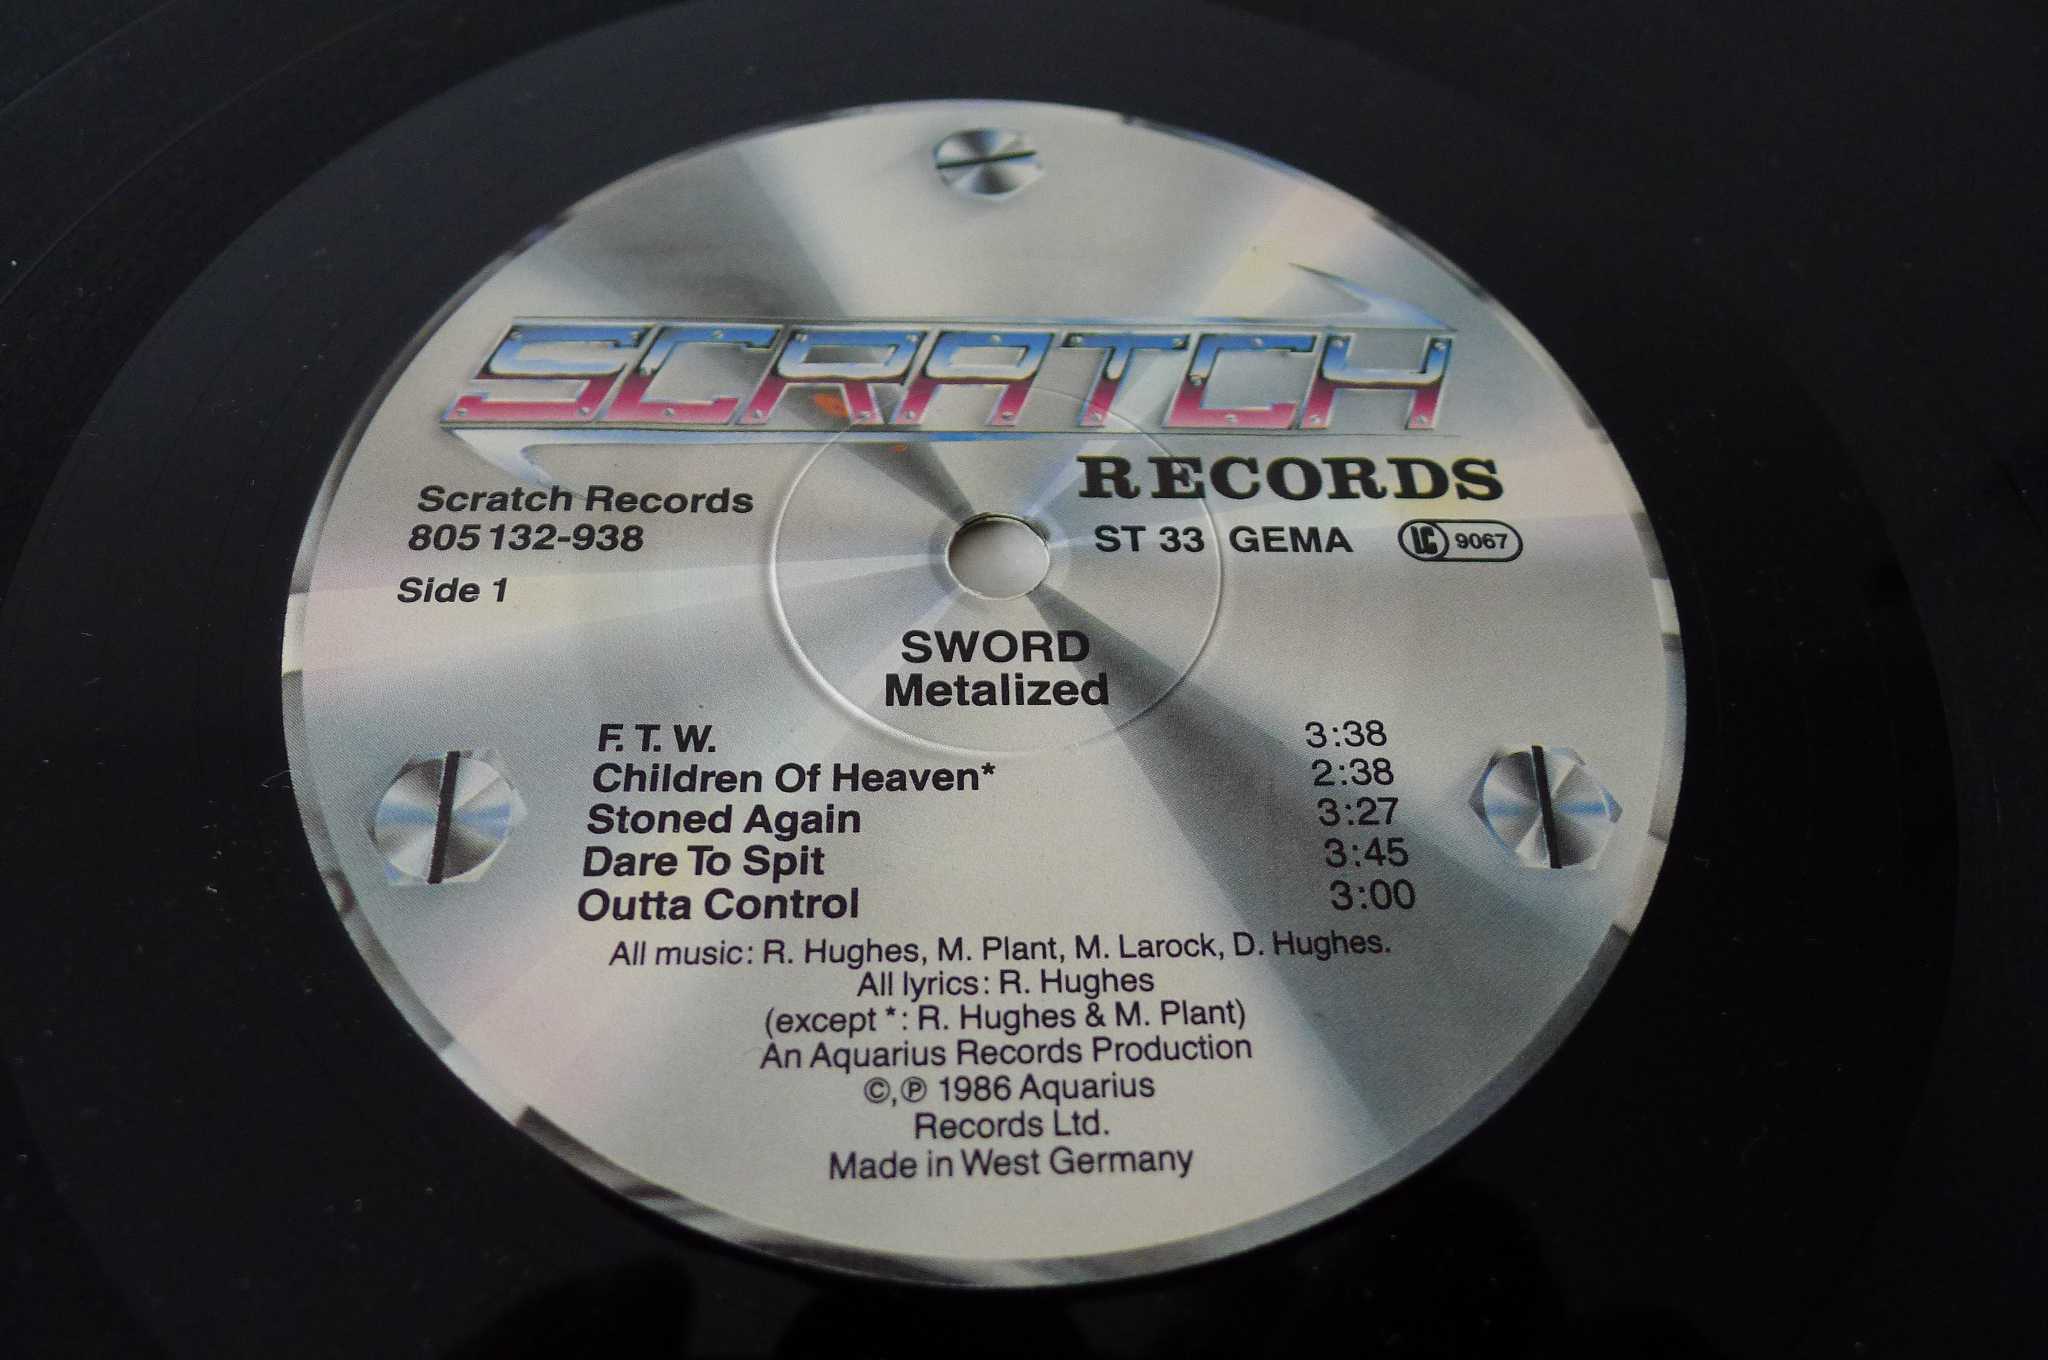 SCRATCH
RECORDS
Scratch Records
805 132-938
ST 33 GEMA LC 9067
Side 1
SWORD
Metalized
F. T. W. 3:38
Children Of Heaven* 2:38
Stoned Again 3:27
Dare To Spit 3:45
Outta Control 3:00
All music: R. Hughes, M. Plant, M. Larock, D. Hughes.
All lyrics: R. Hughes
(except *: R. Hughes & M. Plant)
An Aquarius Records Production
©,℗ 1986 Aquarius
Records Ltd.
Made in West Germany